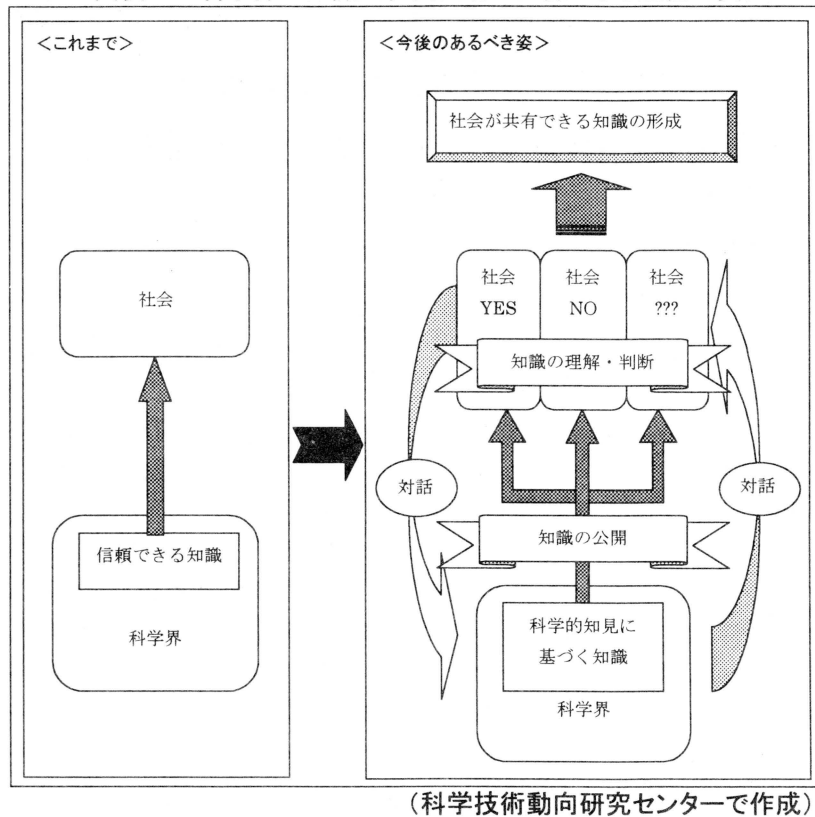 ＜これまで＞
社会
信頼できる知識
科学界
＜今後のあるべき姿＞
社会が共有できる知識の形成
社会 社会 社会
YES NO ???
知識の理解・判断
対話 対話
知識の公開
科学的知見に
基づく知識
科学界
（科学技術動向研究センターで作成）